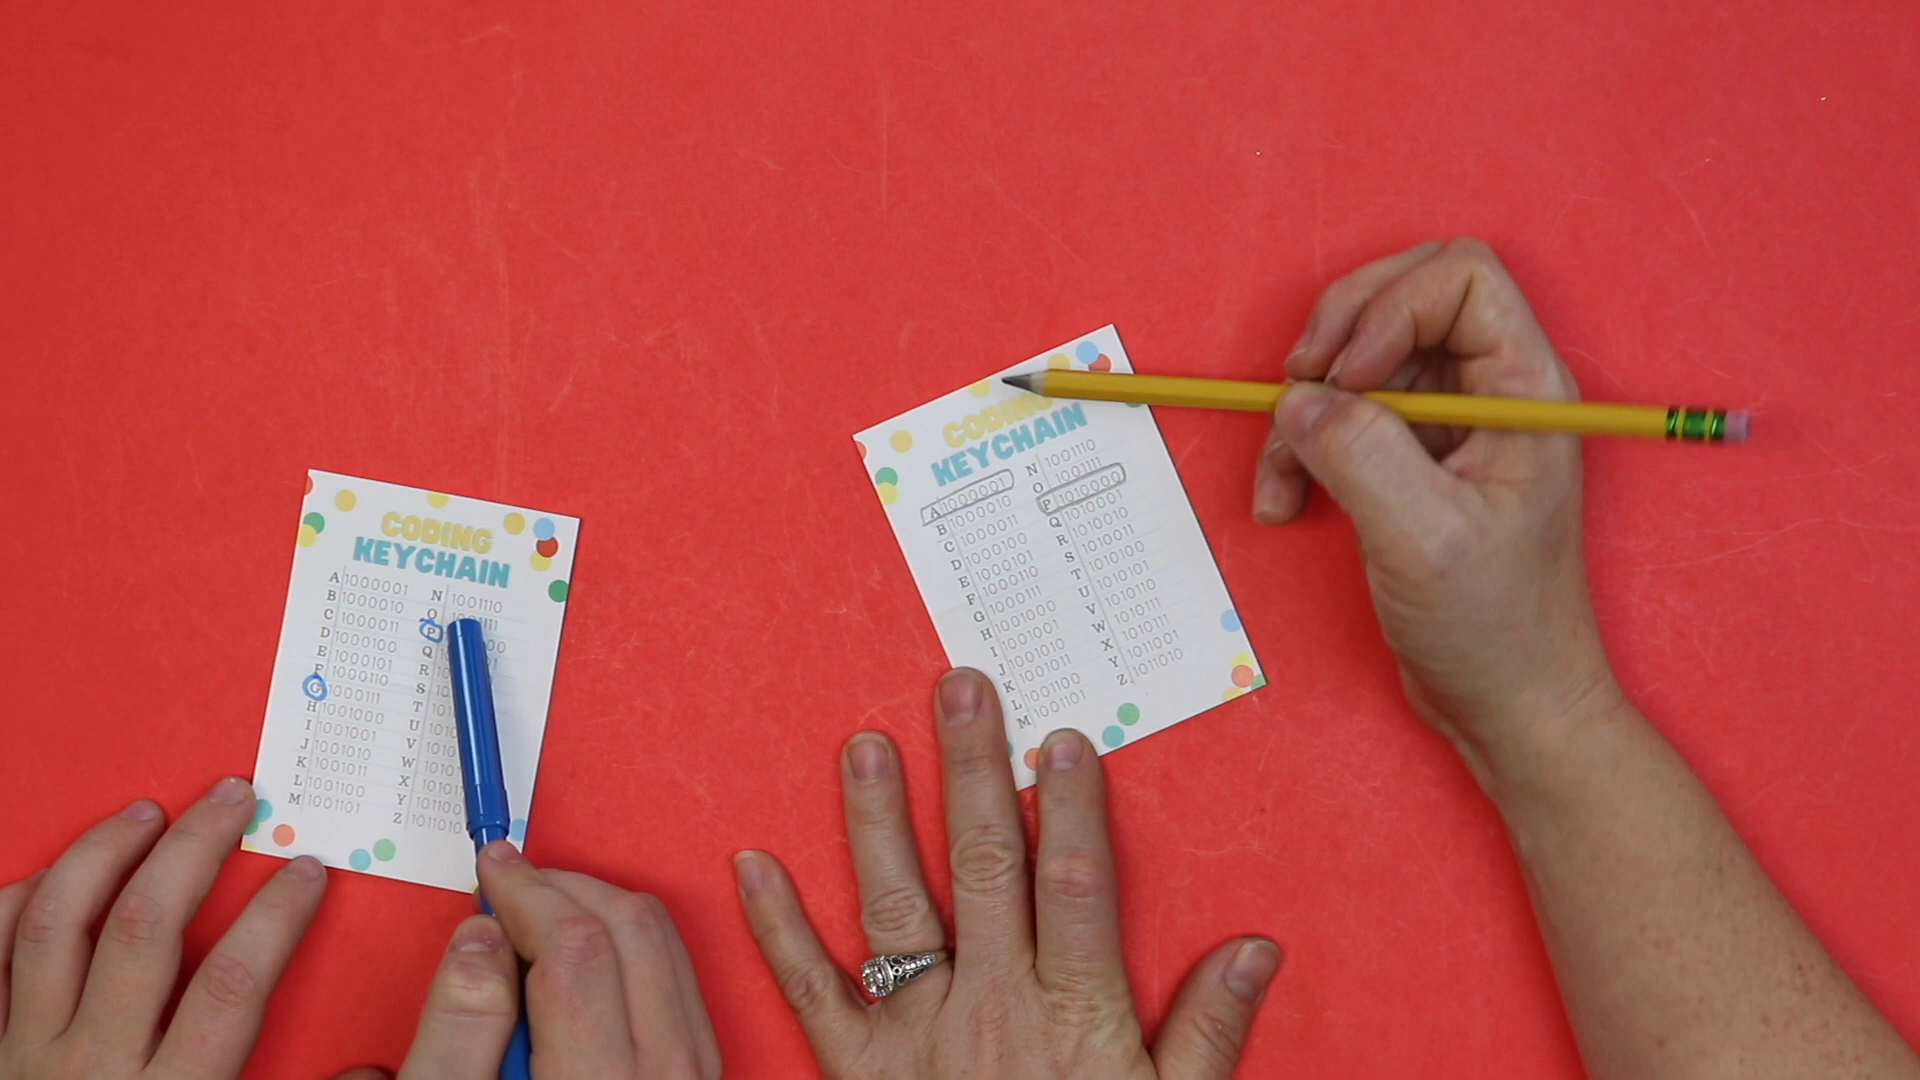 CODING
KEYCHAIN
A 1000001 N 1001110
B 1000010 O
C 1000011 P
D 1000100 Q
E 1000101 R
F 1000110 S
G 1000111 T
H 1001000 U
I 1001001 V
J 1001010 W
K 1001011 X
L 1001100 Y
M 1001101 Z 1011010
CODING
KEYCHAIN
A 1000001 N 1001110
B 1000010 O 1001111
C 1000011 P 1010000
D 1000100 Q 1010001
E 1000101 R 1010010
F 1000110 S 1010011
G 1000111 T 1010100
H 1001000 U 1010101
I 1001001 V 1010110
J 1001010 W 1010111
K 1001011 X
L 1001100 Y 1011001
M 1001101 Z 1011010